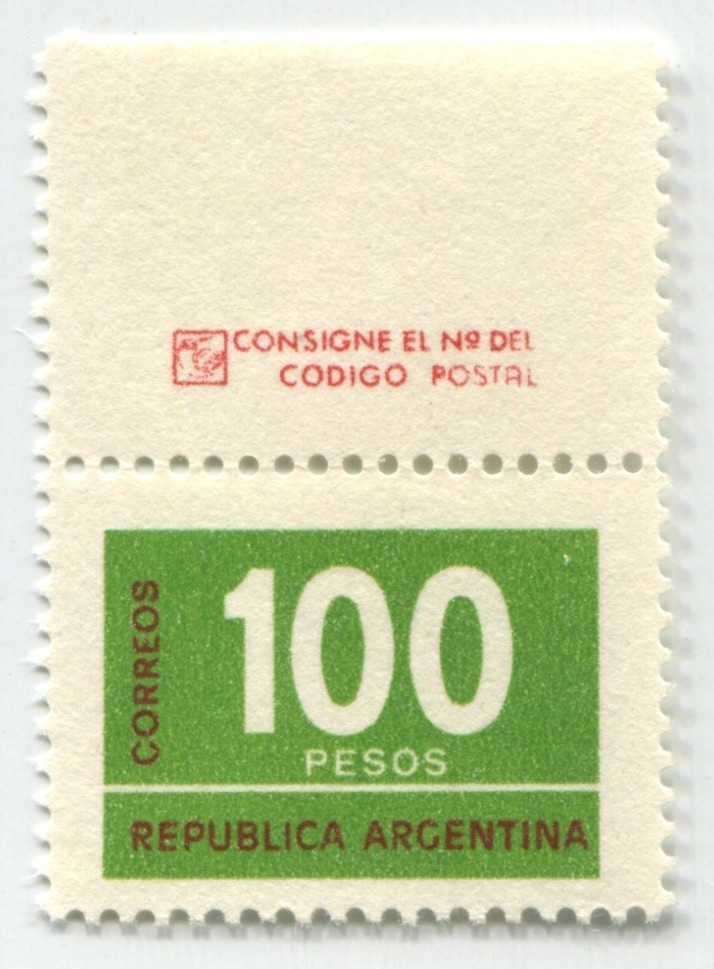 CONSIGNE EL Nº DEL
CODIGO POSTAL
CORREOS
100
PESOS
REPUBLICA ARGENTINA